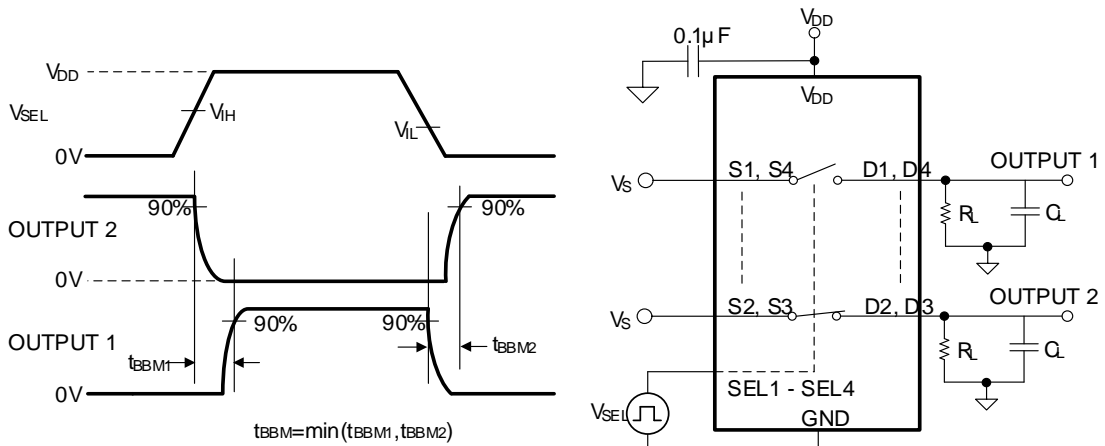 VDD
VSEL
VIH
VIL
0V
90%
90%
OUTPUT 2
0V
90%
90%
OUTPUT 1
tBBM1
tBBM2
0V
tBBM=min(tBBM1, tBBM2)
VDD
0.1µF
VDD
VS
S1, S4
D1, D4
OUTPUT 1
RL
CL
VS
S2, S3
D2, D3
OUTPUT 2
RL
CL
SEL1 - SEL4
VSEL
GND